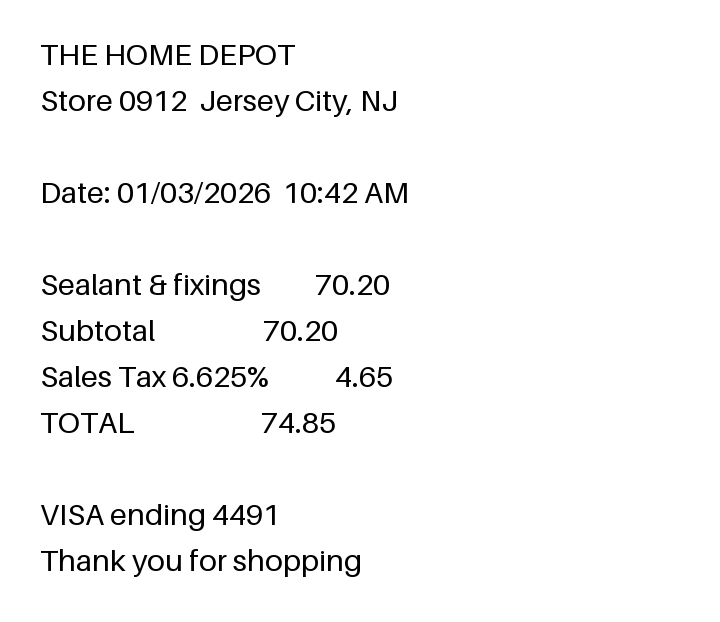 THE HOME DEPOT
Store 0912  Jersey City, NJ
Date: 01/03/2026  10:42 AM
Sealant & fixings        70.20
Subtotal                70.20
Sales Tax 6.625%          4.65
TOTAL                   74.85
VISA ending 4491
Thank you for shopping